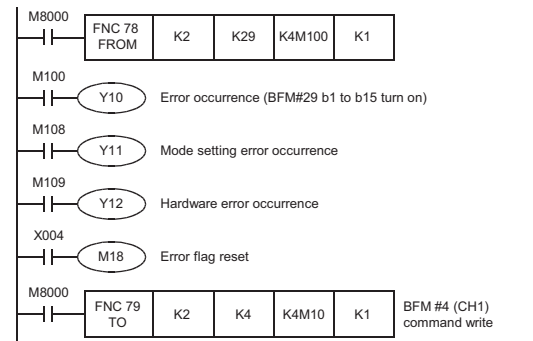 M8000
FNC 78
FROM
K2
K29
K4M100
K1
M100
Y10
Error occurrence (BFM#29 b1 to b15 turn on)
M108
Y11
Mode setting error occurrence
M109
Y12
Hardware error occurrence
X004
M18
Error flag reset
M8000
FNC 79
TO
K2
K4
K4M10
K1
BFM #4 (CH1)
command write